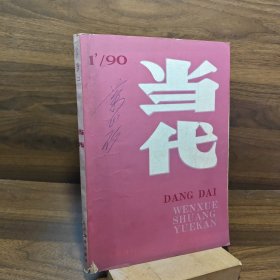 1'/90
当
代
DANG DAI
WENXUE
SHUANG
YUEKAN